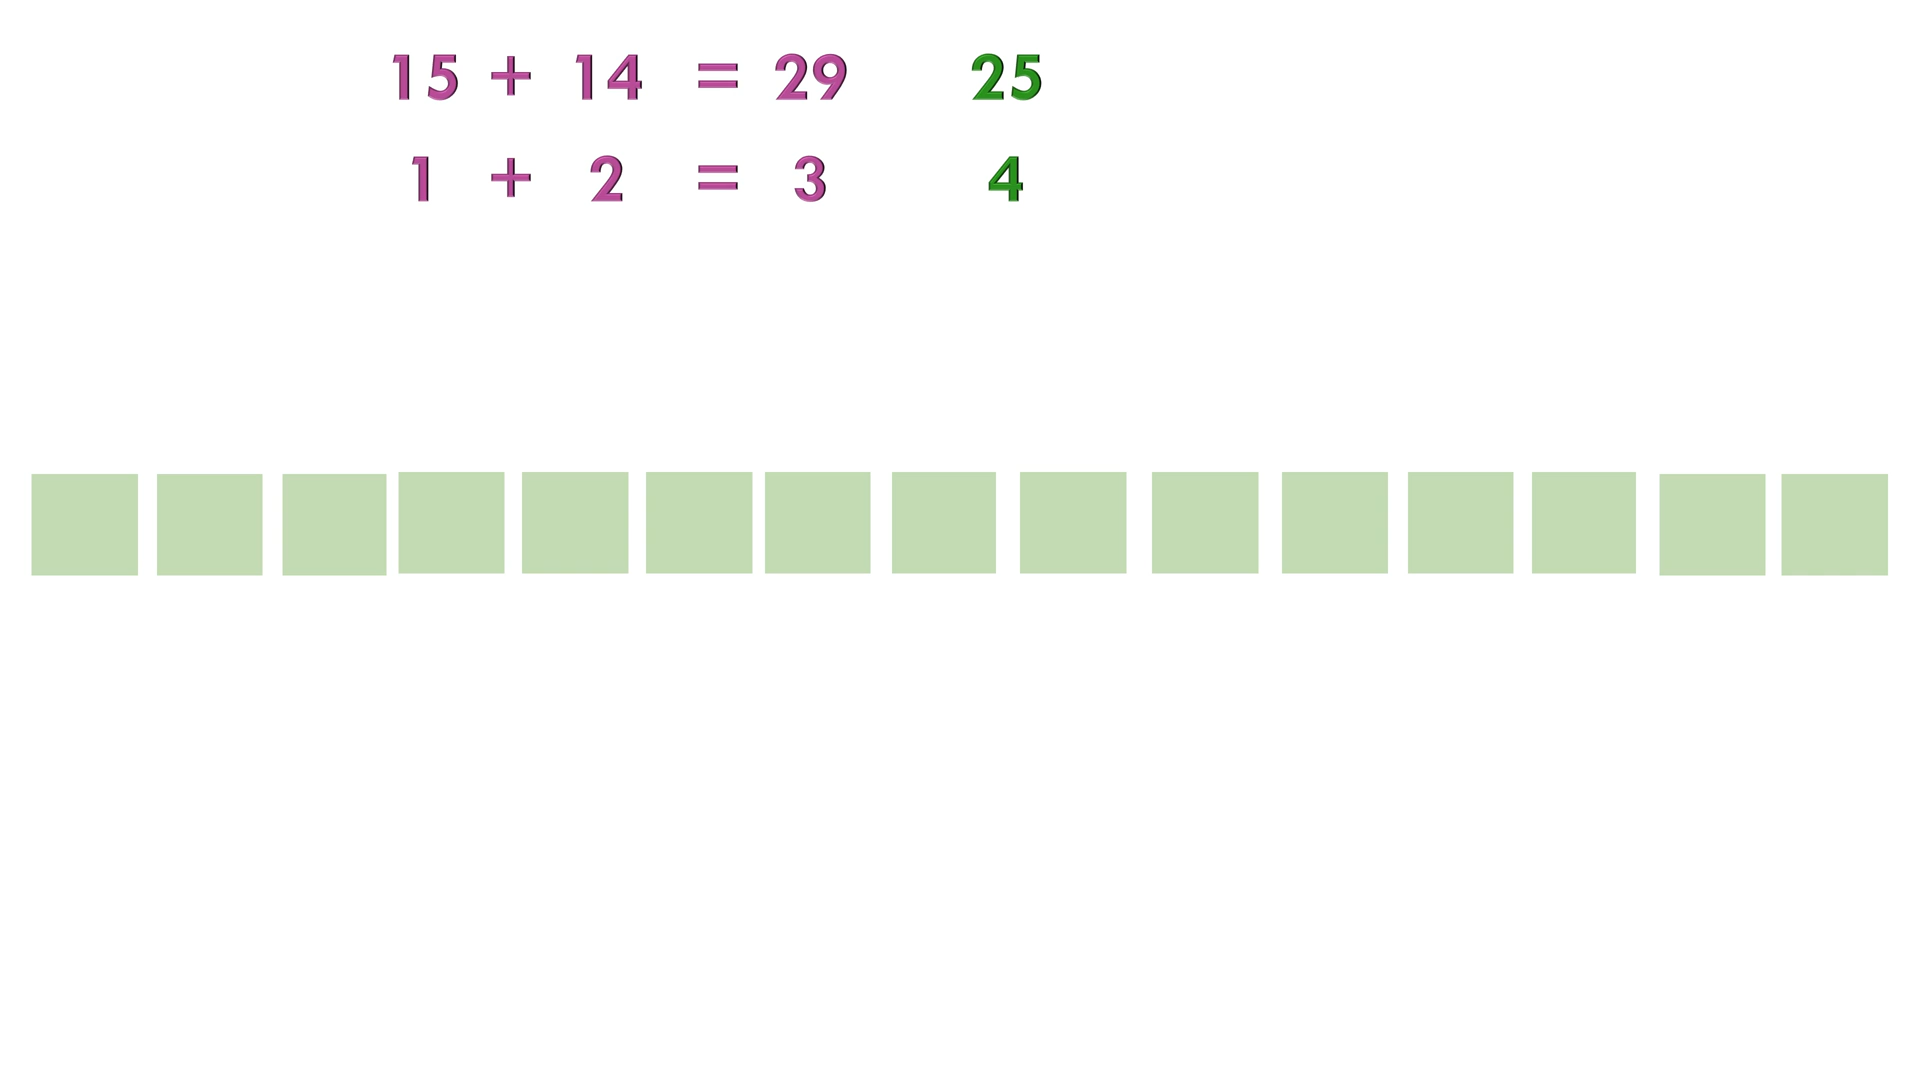 15 + 14 = 29 25
1 + 2 = 3 4